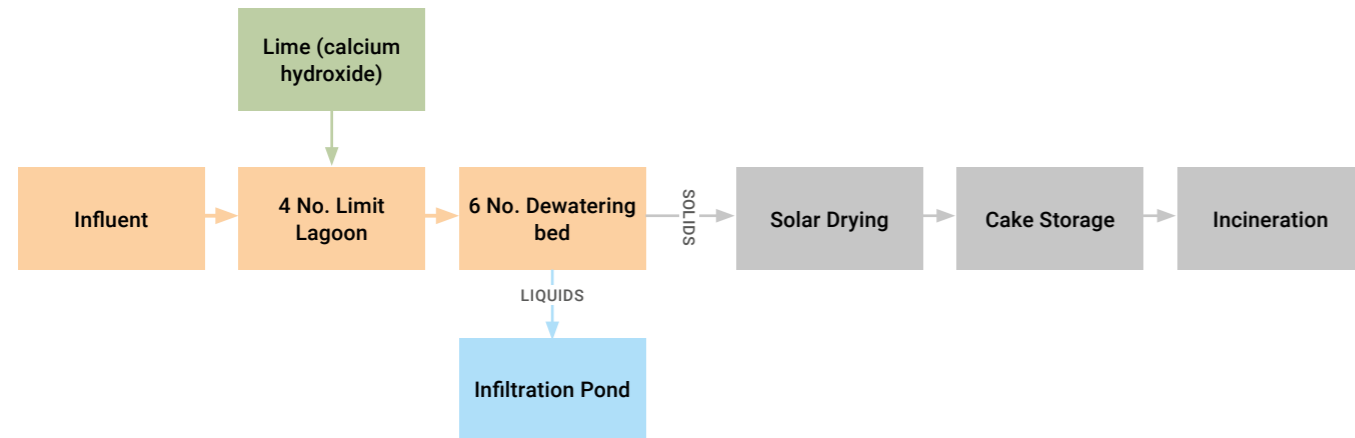 Lime (calcium
hydroxide)
Influent
4 No. Limit
Lagoon
6 No. Dewatering
bed
SOLIDS
Solar Drying
Cake Storage
Incineration
LIQUIDS
Infiltration Pond